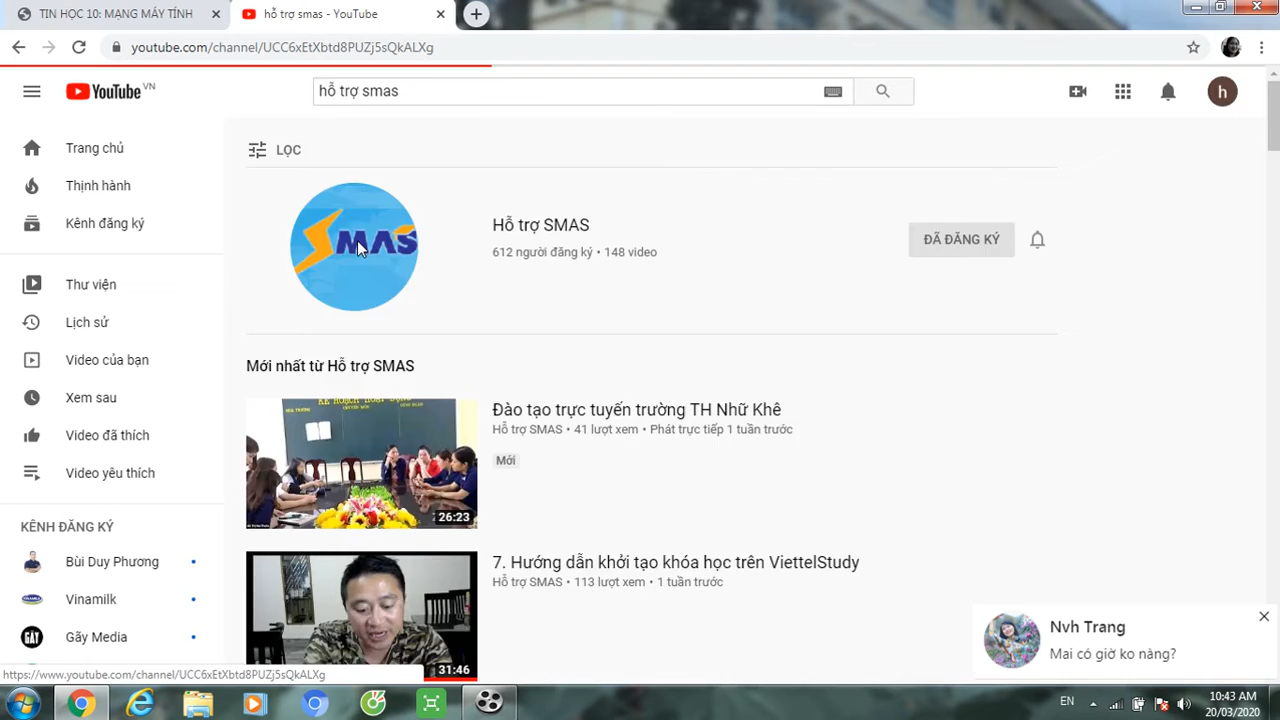 TIN HỌC 10: MẠNG MÁY TÍNH
hỗ trợ smas - YouTube
youtube.com/channel/UCC6xEtXbtd8PUZj5sQkALXg
YouTube VN
hỗ trợ smas
h
Trang chủ
Thịnh hành
Kênh đăng ký
Thư viện
Lịch sử
Video của bạn
Xem sau
Video đã thích
Video yêu thích
KÊNH ĐĂNG KÝ
Bùi Duy Phương
Vinamilk
Gãy Media
LỌC
SMAS
Hỗ trợ SMAS
612 người đăng ký • 148 video
ĐÃ ĐĂNG KÝ
Mới nhất từ Hỗ trợ SMAS
26:23
Đào tạo trực tuyến trường TH Nhữ Khê
Hỗ trợ SMAS • 41 lượt xem • Phát trực tiếp 1 tuần trước
Mới
31:46
7. Hướng dẫn khởi tạo khóa học trên ViettelStudy
Hỗ trợ SMAS • 113 lượt xem • 1 tuần trước
Nvh Trang
Mai có giờ ko nàng?
https://www.youtube.com/channel/UCC6xEtXbtd8PUZj5sQkALXg
EN
10:43 AM
20/03/2020